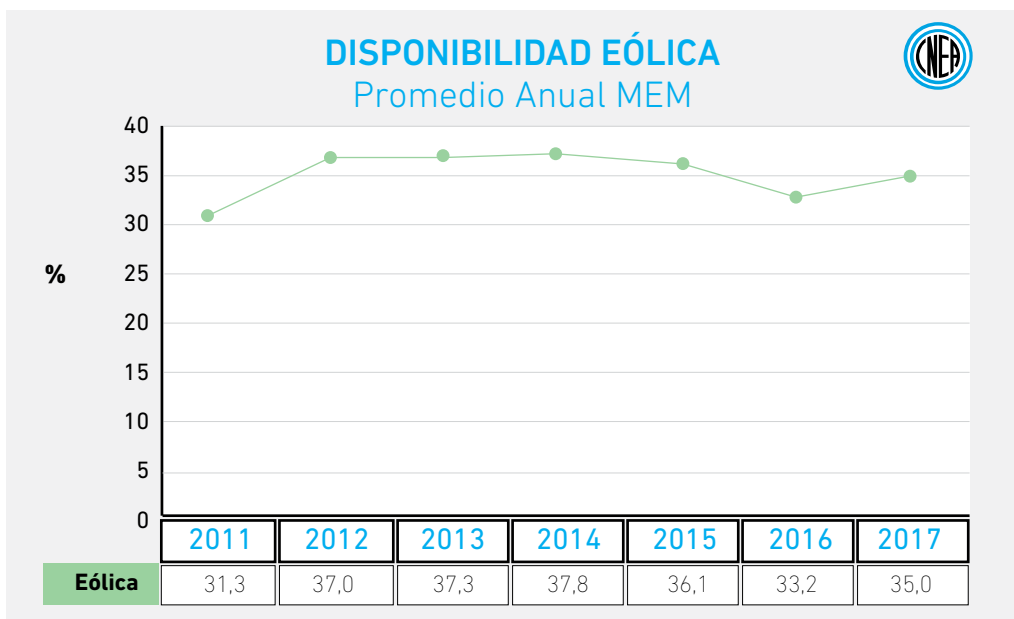 DISPONIBILIDAD EÓLICA
Promedio Anual MEM
CNEA
40
35
30
%
25
20
15
10
5
0
2011 2012 2013 2014 2015 2016 2017
Eólica 31,3 37,0 37,3 37,8 36,1 33,2 35,0